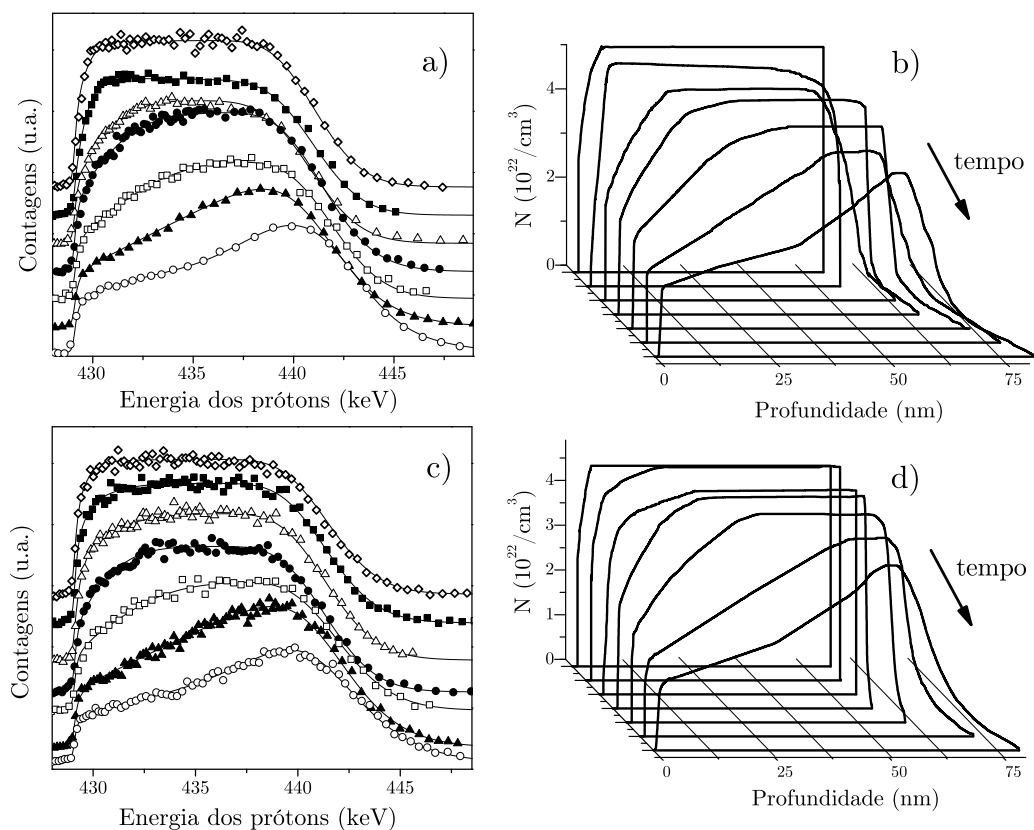 a)
Contagens (u.a.)
430 435 440 445
Energia dos prótons (keV)
b)
N (10²²/cm³)
4
2
0
tempo
0 25 50 75
Profundidade (nm)
c)
Contagens (u.a.)
430 435 440 445
Energia dos prótons (keV)
d)
N (10²²/cm³)
4
3
2
1
0
tempo
0 25 50 75
Profundidade (nm)